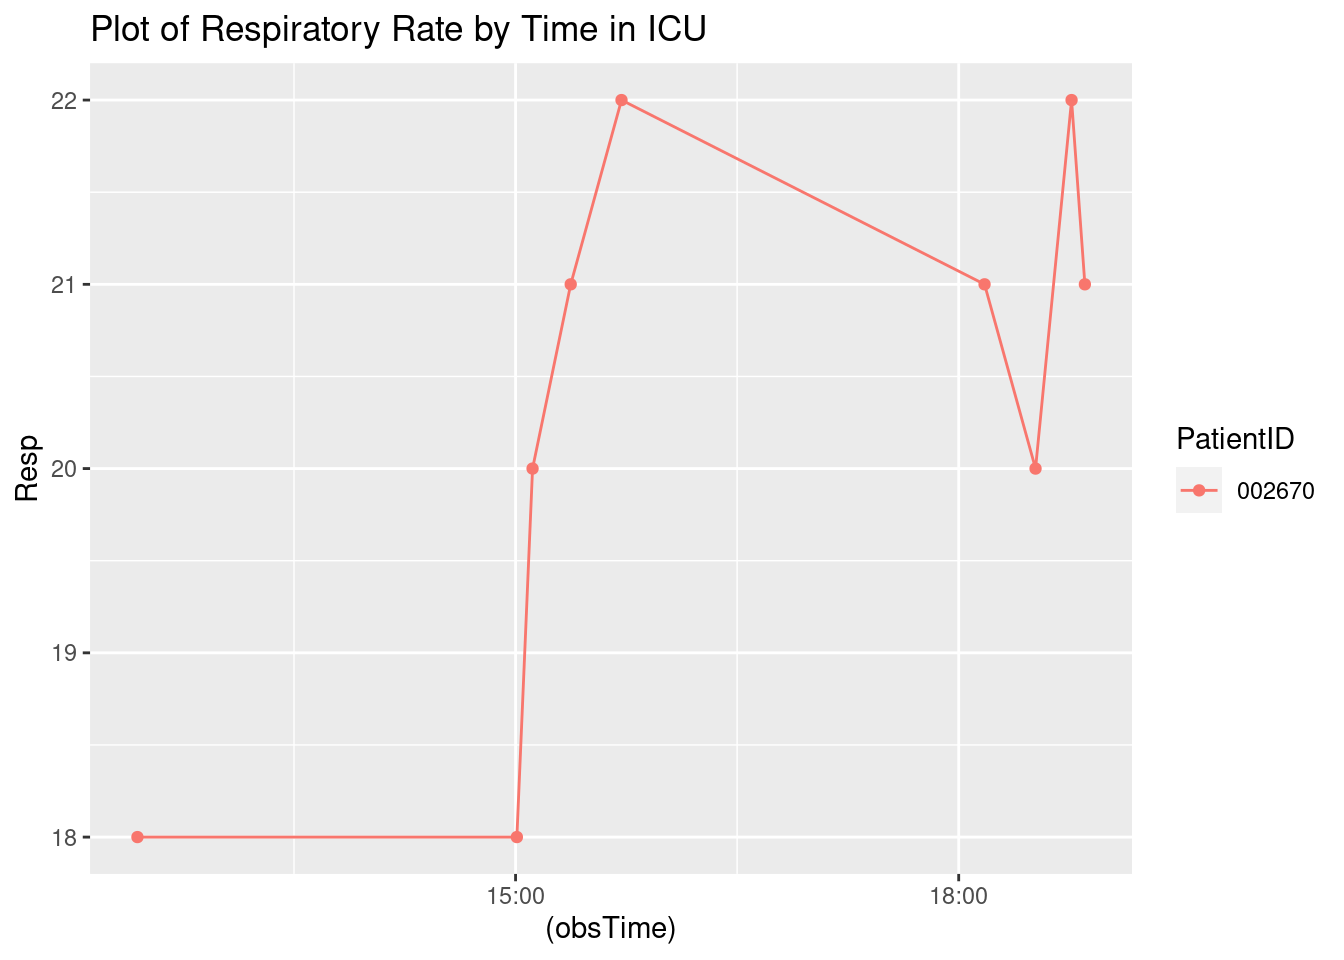 Plot of Respiratory Rate by Time in ICU
22
21
20
19
18
Resp
15:00
18:00
(obsTime)
PatientID
002670